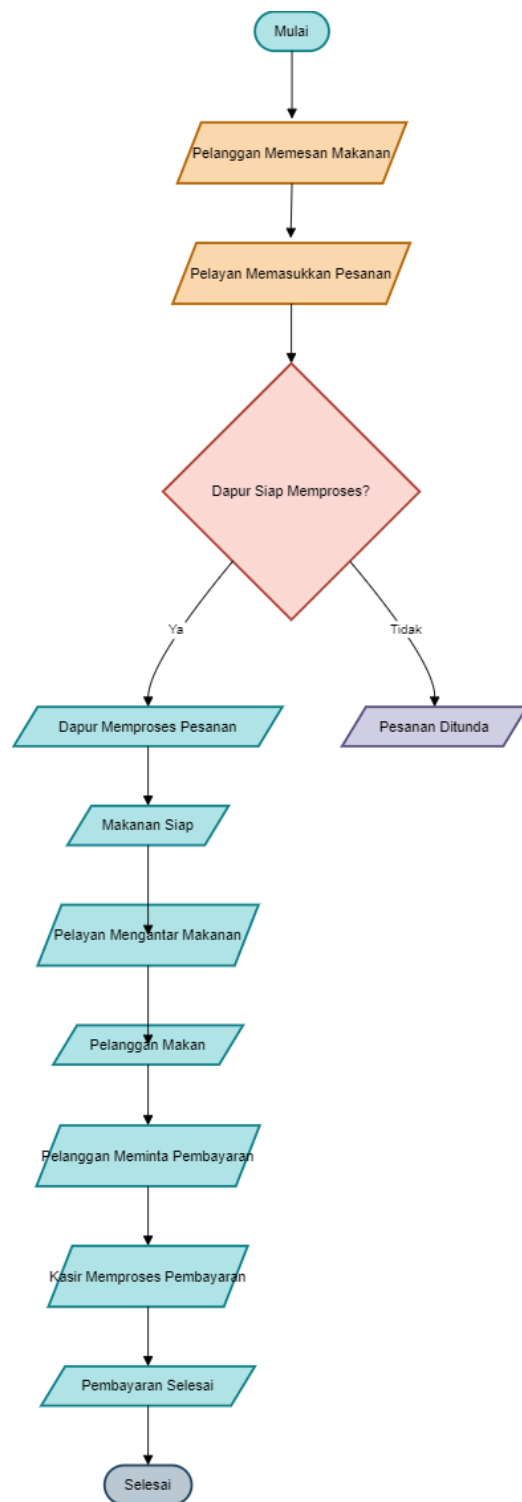 Mulai
Pelanggan Memesan Makanan
Pelayan Memasukkan Pesanan
Dapur Siap Memproses?
Ya
Tidak
Dapur Memproses Pesanan
Pesanan Ditunda
Makanan Siap
Pelayan Mengantar Makanan
Pelanggan Makan
Pelanggan Meminta Pembayaran
Kasir Memproses Pembayaran
Pembayaran Selesai
Selesai